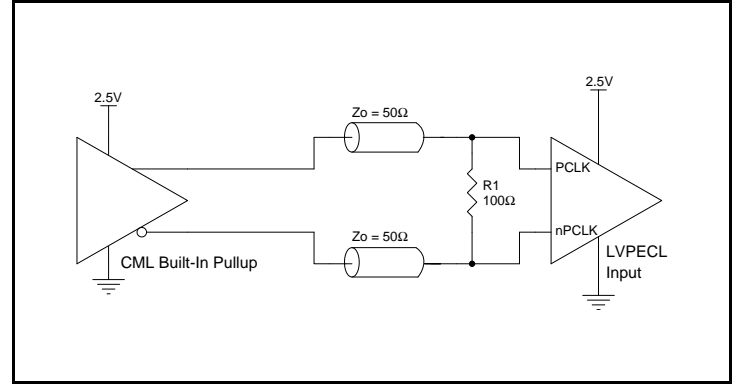 2.5V
2.5V
Zo = 50Ω
PCLK
R1
100Ω
nPCLK
Zo = 50Ω
LVPECL
Input
CML Built-In Pullup